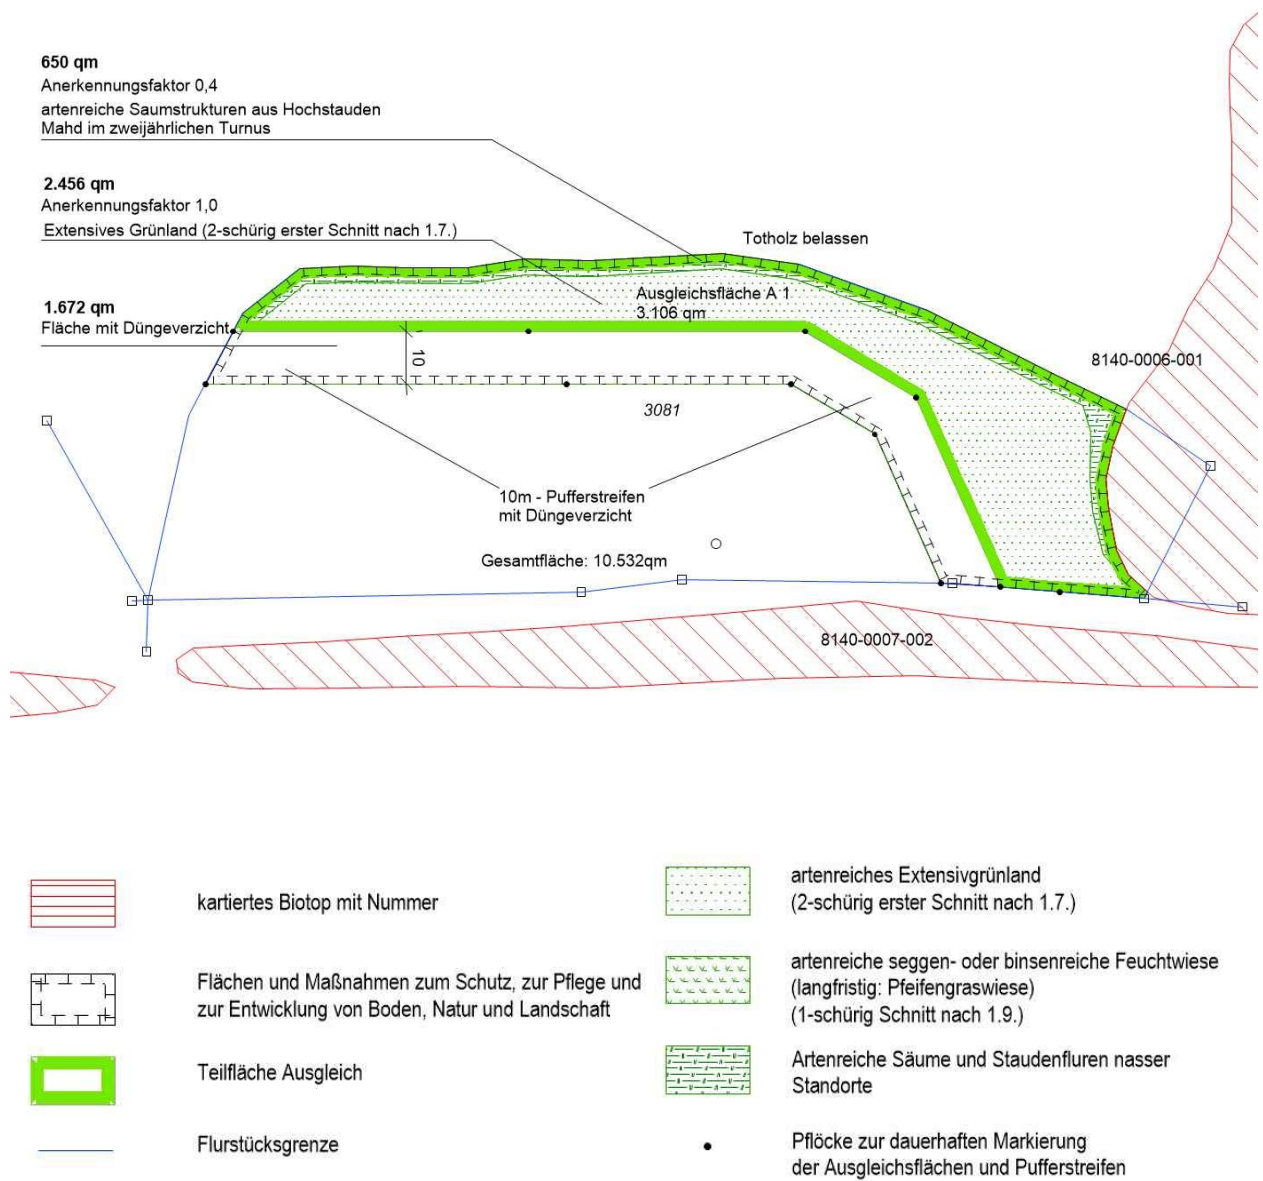 650 qm
Anerkennungsfaktor 0,4
artenreiche Saumstrukturen aus Hochstauden
Mahd im zweijährlichen Turnus
2.456 qm
Anerkennungsfaktor 1,0
Extensives Grünland (2-schürig erster Schnitt nach 1.7.)
Totholz belassen
1.672 qm
Fläche mit Düngeverzicht
Ausgleichsfläche A 1
3.106 qm
10
8140-0006-001
3081
10m - Pufferstreifen
mit Düngeverzicht
Gesamtfläche: 10.532qm
8140-0007-002
kartiertes Biotop mit Nummer
Flächen und Maßnahmen zum Schutz, zur Pflege und
zur Entwicklung von Boden, Natur und Landschaft
Teilfläche Ausgleich
Flurstücksgrenze
artenreiches Extensivgrünland
(2-schürig erster Schnitt nach 1.7.)
artenreiche seggen- oder binsenreiche Feuchtwiese
(langfristig: Pfeifengraswiese)
(1-schürig Schnitt nach 1.9.)
Artenreiche Säume und Staudenfluren nasser
Standorte
Pflöcke zur dauerhaften Markierung
der Ausgleichsflächen und Pufferstreifen